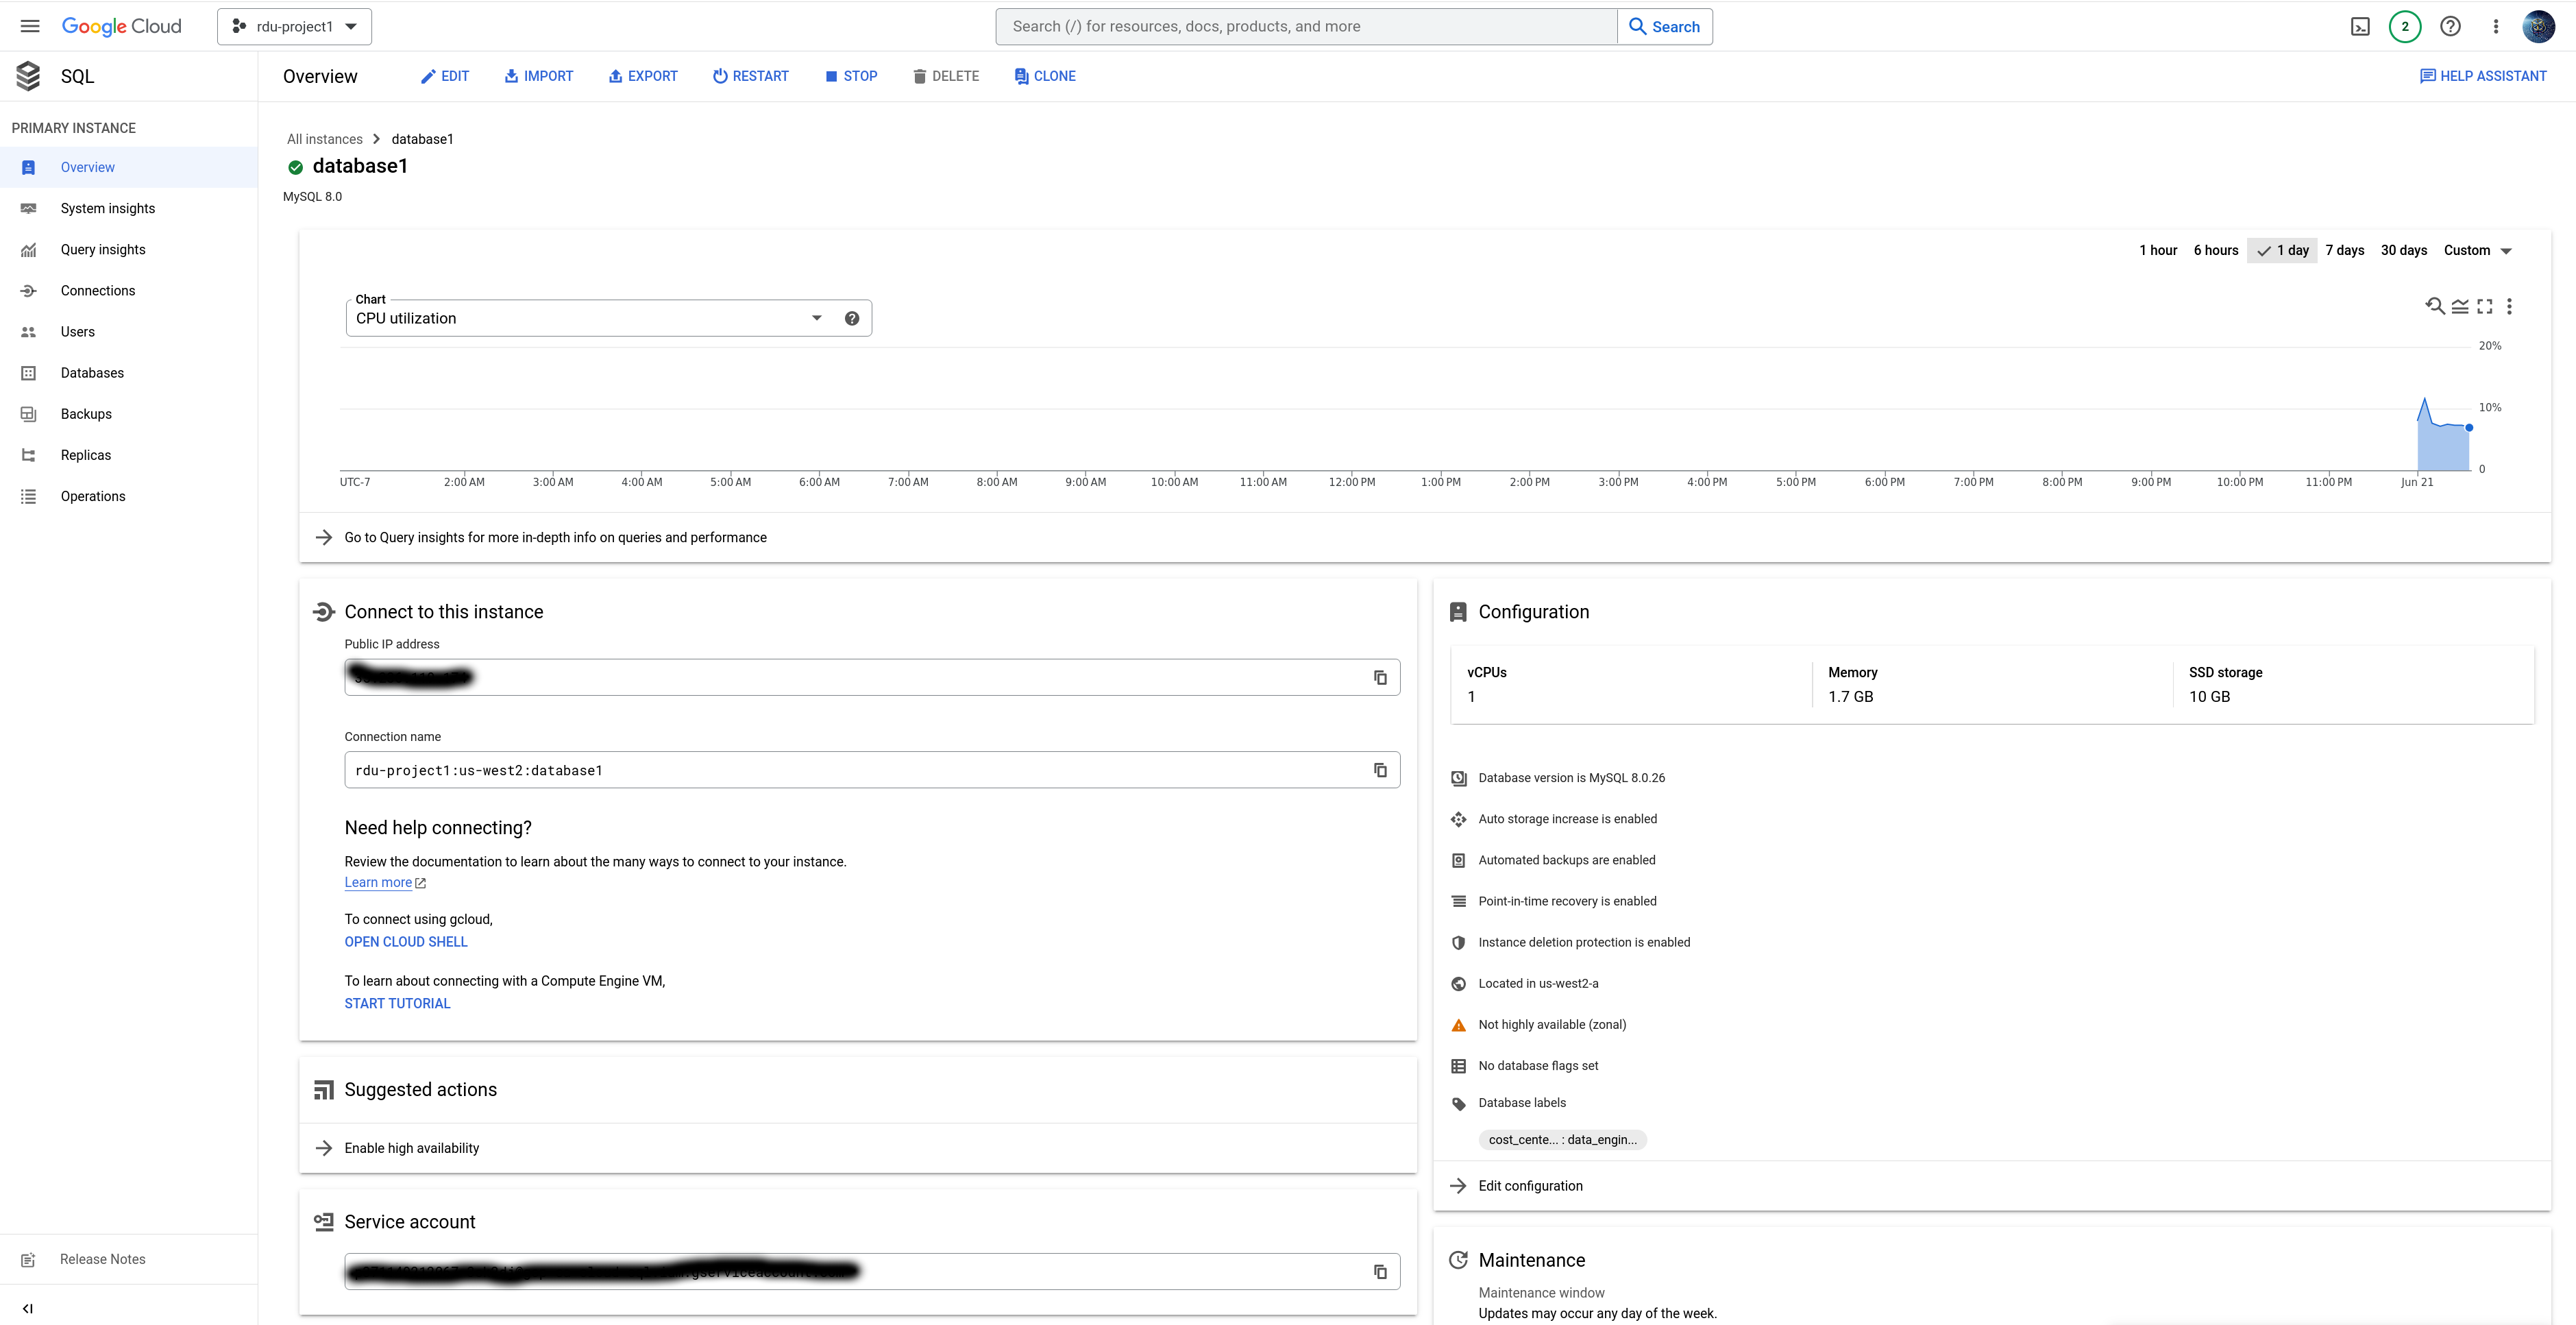 Google Cloud
rdu-project1
Search (/) for resources, docs, products, and more
Search
2
SQL
Overview
EDIT
IMPORT
EXPORT
RESTART
STOP
DELETE
CLONE
HELP ASSISTANT
PRIMARY INSTANCE
Overview
System insights
Query insights
Connections
Users
Databases
Backups
Replicas
Operations
Release Notes
All instances
database1
database1
MySQL 8.0
1 hour
6 hours
1 day
7 days
30 days
Custom
Chart
CPU utilization
20%
10%
0
UTC-7
2:00 AM
3:00 AM
4:00 AM
5:00 AM
6:00 AM
7:00 AM
8:00 AM
9:00 AM
10:00 AM
11:00 AM
12:00 PM
1:00 PM
2:00 PM
3:00 PM
4:00 PM
5:00 PM
6:00 PM
7:00 PM
8:00 PM
9:00 PM
10:00 PM
11:00 PM
Jun 21
Go to Query insights for more in-depth info on queries and performance
Connect to this instance
Public IP address
Connection name
rdu-project1:us-west2:database1
Need help connecting?
Review the documentation to learn about the many ways to connect to your instance.
Learn more
To connect using gcloud,
OPEN CLOUD SHELL
To learn about connecting with a Compute Engine VM,
START TUTORIAL
Suggested actions
Enable high availability
Service account
Configuration
vCPUs
1
Memory
1.7 GB
SSD storage
10 GB
Database version is MySQL 8.0.26
Auto storage increase is enabled
Automated backups are enabled
Point-in-time recovery is enabled
Instance deletion protection is enabled
Located in us-west2-a
Not highly available (zonal)
No database flags set
Database labels
cost_cente... : data_engin...
Edit configuration
Maintenance
Maintenance window
Updates may occur any day of the week.